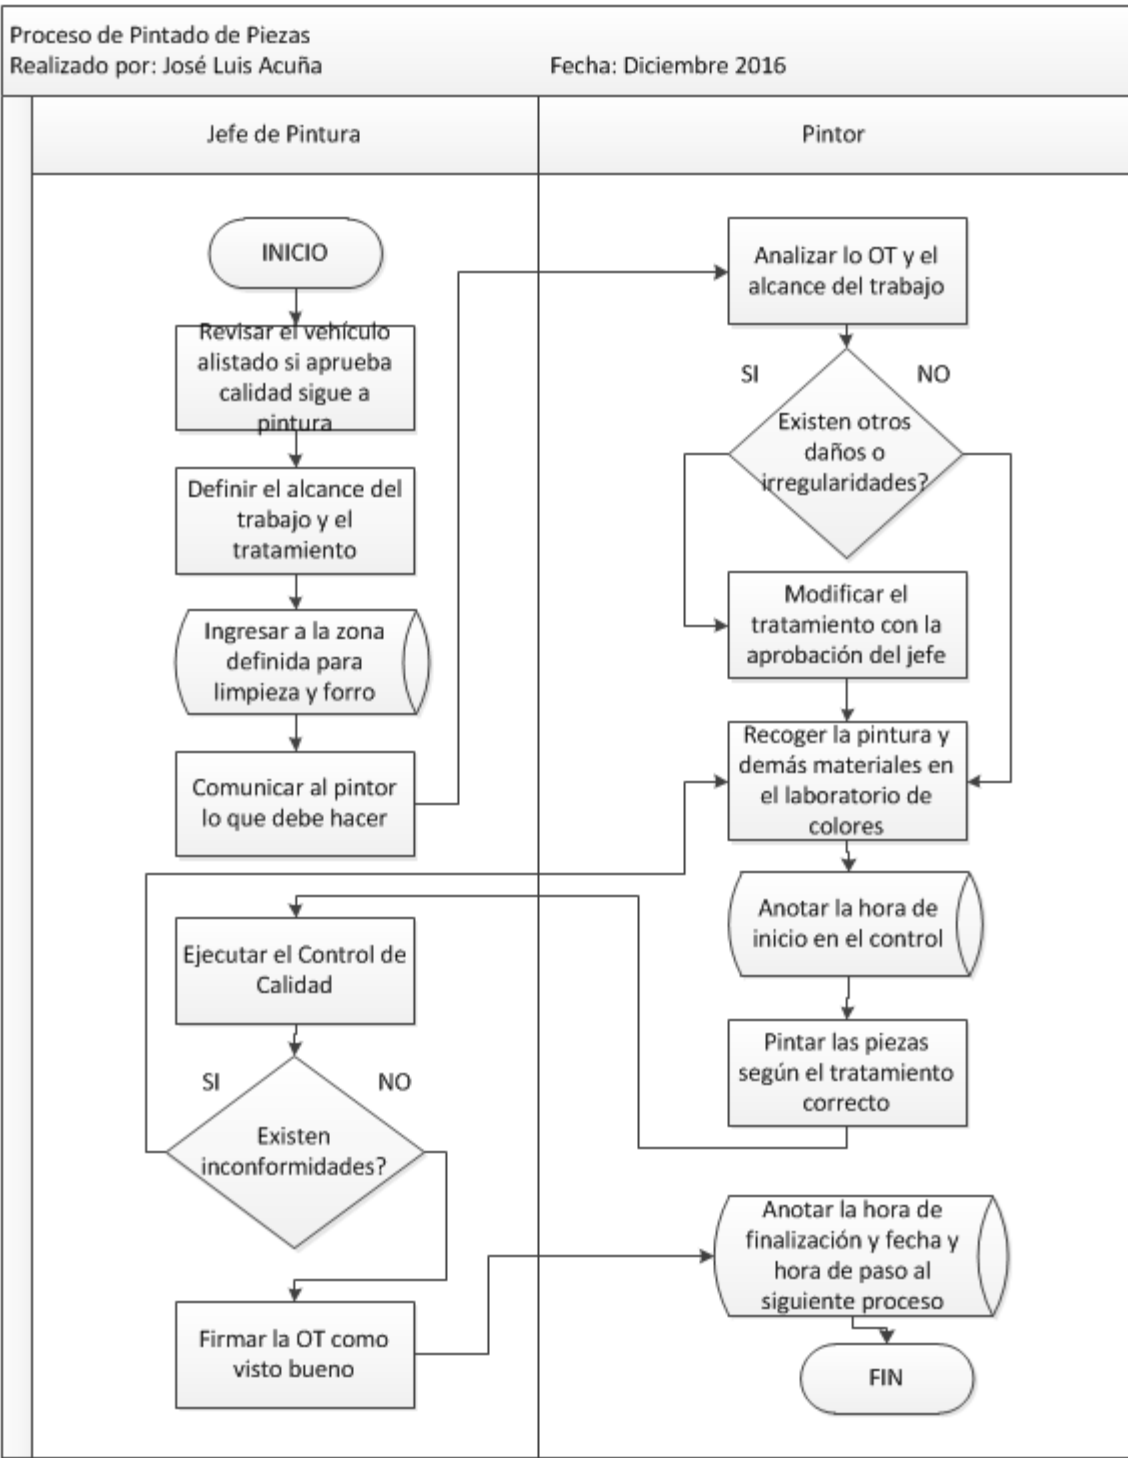 Proceso de Pintado de Piezas
Realizado por: José Luis Acuña
Fecha: Diciembre 2016
Jefe de Pintura
Pintor
INICIO
Revisar el vehículo
alistado si aprueba
calidad sigue a
pintura
Definir el alcance del
trabajo y el
tratamiento
Ingresar a la zona
definida para
limpieza y forro
Comunicar al pintor
lo que debe hacer
Analizar lo OT y el
alcance del trabajo
SI
NO
Existen otros
daños o
irregularidades?
Modificar el
tratamiento con la
aprobación del jefe
Recoger la pintura y
demás materiales en
el laboratorio de
colores
Anotar la hora de
inicio en el control
Pintar las piezas
según el tratamiento
correcto
Ejecutar el Control de
Calidad
SI
NO
Existen
inconformidades?
Firmar la OT como
visto bueno
Anotar la hora de
finalización y fecha y
hora de paso al
siguiente proceso
FIN